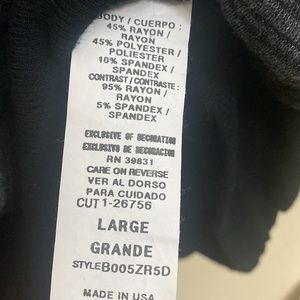 BODY / CUERPO :
45% RAYON /
RAYON
45% POLYESTER /
POLIESTER
10% SPANDEX /
SPANDEX
CONTRAST / CONTRASTE :
95% RAYON /
RAYON
5% SPANDEX /
SPANDEX
EXCLUSIVE OF DECORATION
EXCLUSIVO DE DECORACION
RN 39831
CARE ON REVERSE
VER AL DORSO
PARA CUIDADO
CUT 1-26756
LARGE
GRANDE
STYLEB005ZR5D
MADE IN USA